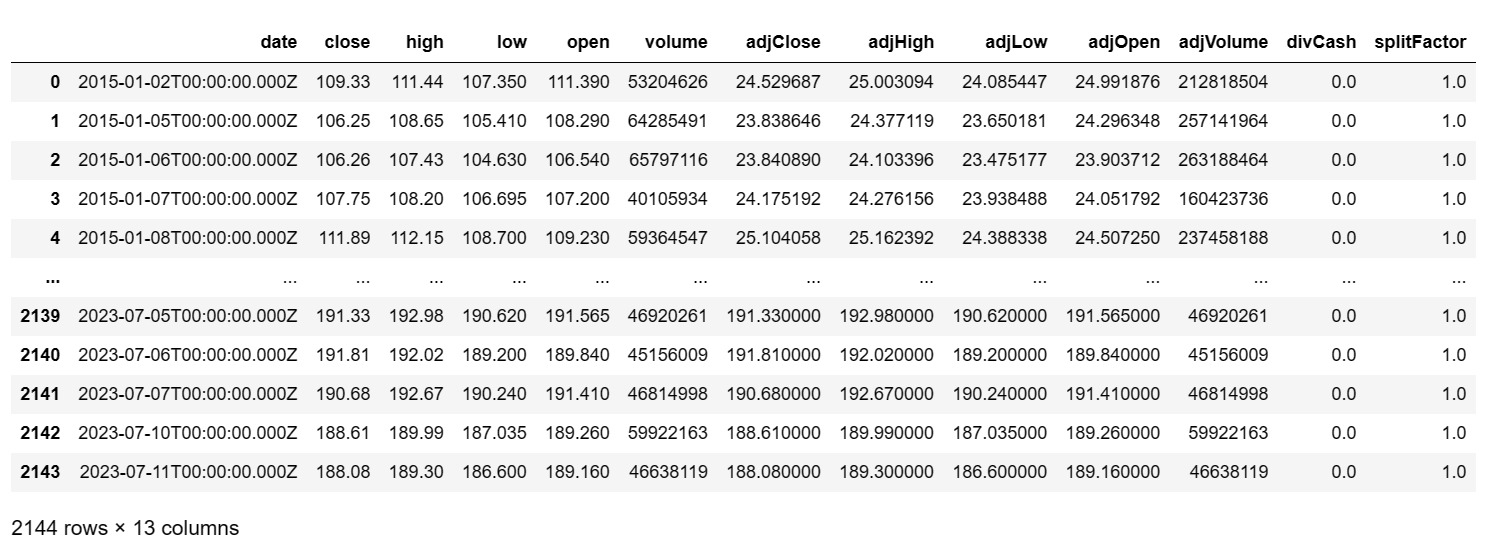 date close high low open volume adjClose adjHigh adjLow adjOpen adjVolume divCash splitFactor
0 2015-01-02T00:00:00.000Z 109.33 111.44 107.350 111.390 53204626 24.529687 25.003094 24.085447 24.991876 212818504 0.0 1.0
1 2015-01-05T00:00:00.000Z 106.25 108.65 105.410 108.290 64285491 23.838646 24.377119 23.650181 24.296348 257141964 0.0 1.0
2 2015-01-06T00:00:00.000Z 106.26 107.43 104.630 106.540 65797116 23.840890 24.103396 23.475177 23.903712 263188464 0.0 1.0
3 2015-01-07T00:00:00.000Z 107.75 108.20 106.695 107.200 40105934 24.175192 24.276156 23.938488 24.051792 160423736 0.0 1.0
4 2015-01-08T00:00:00.000Z 111.89 112.15 108.700 109.230 59364547 25.104058 25.162392 24.388338 24.507250 237458188 0.0 1.0
... ... ... ... ... ... ... ... ... ... ... ... ... ...
2139 2023-07-05T00:00:00.000Z 191.33 192.98 190.620 191.565 46920261 191.330000 192.980000 190.620000 191.565000 46920261 0.0 1.0
2140 2023-07-06T00:00:00.000Z 191.81 192.02 189.200 189.840 45156009 191.810000 192.020000 189.200000 189.840000 45156009 0.0 1.0
2141 2023-07-07T00:00:00.000Z 190.68 192.67 190.240 191.410 46814998 190.680000 192.670000 190.240000 191.410000 46814998 0.0 1.0
2142 2023-07-10T00:00:00.000Z 188.61 189.99 187.035 189.260 59922163 188.610000 189.990000 187.035000 189.260000 59922163 0.0 1.0
2143 2023-07-11T00:00:00.000Z 188.08 189.30 186.600 189.160 46638119 188.080000 189.300000 186.600000 189.160000 46638119 0.0 1.0
2144 rows × 13 columns